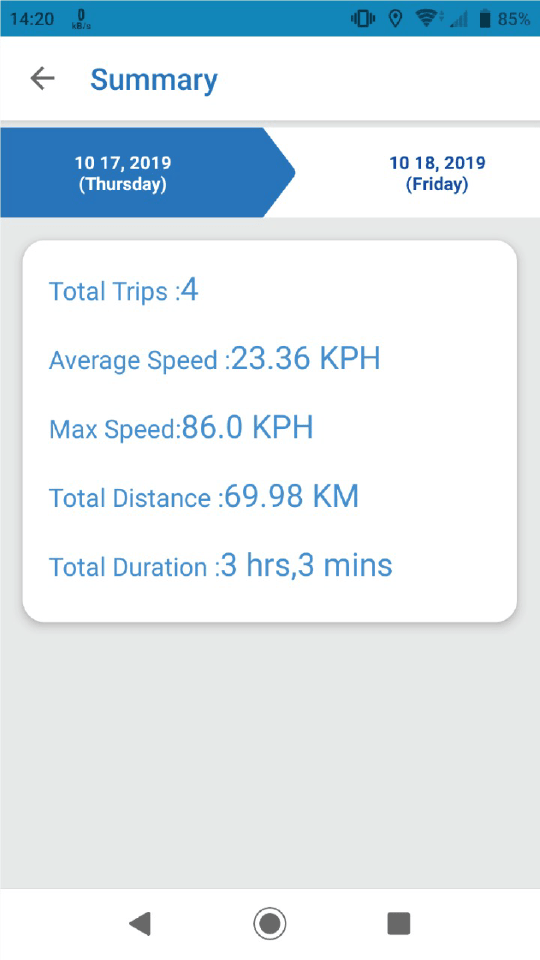 14:20 0 kB/s 85%
Summary
10 17, 2019
(Thursday)
10 18, 2019
(Friday)
Total Trips :4
Average Speed :23.36 KPH
Max Speed:86.0 KPH
Total Distance :69.98 KM
Total Duration :3 hrs,3 mins